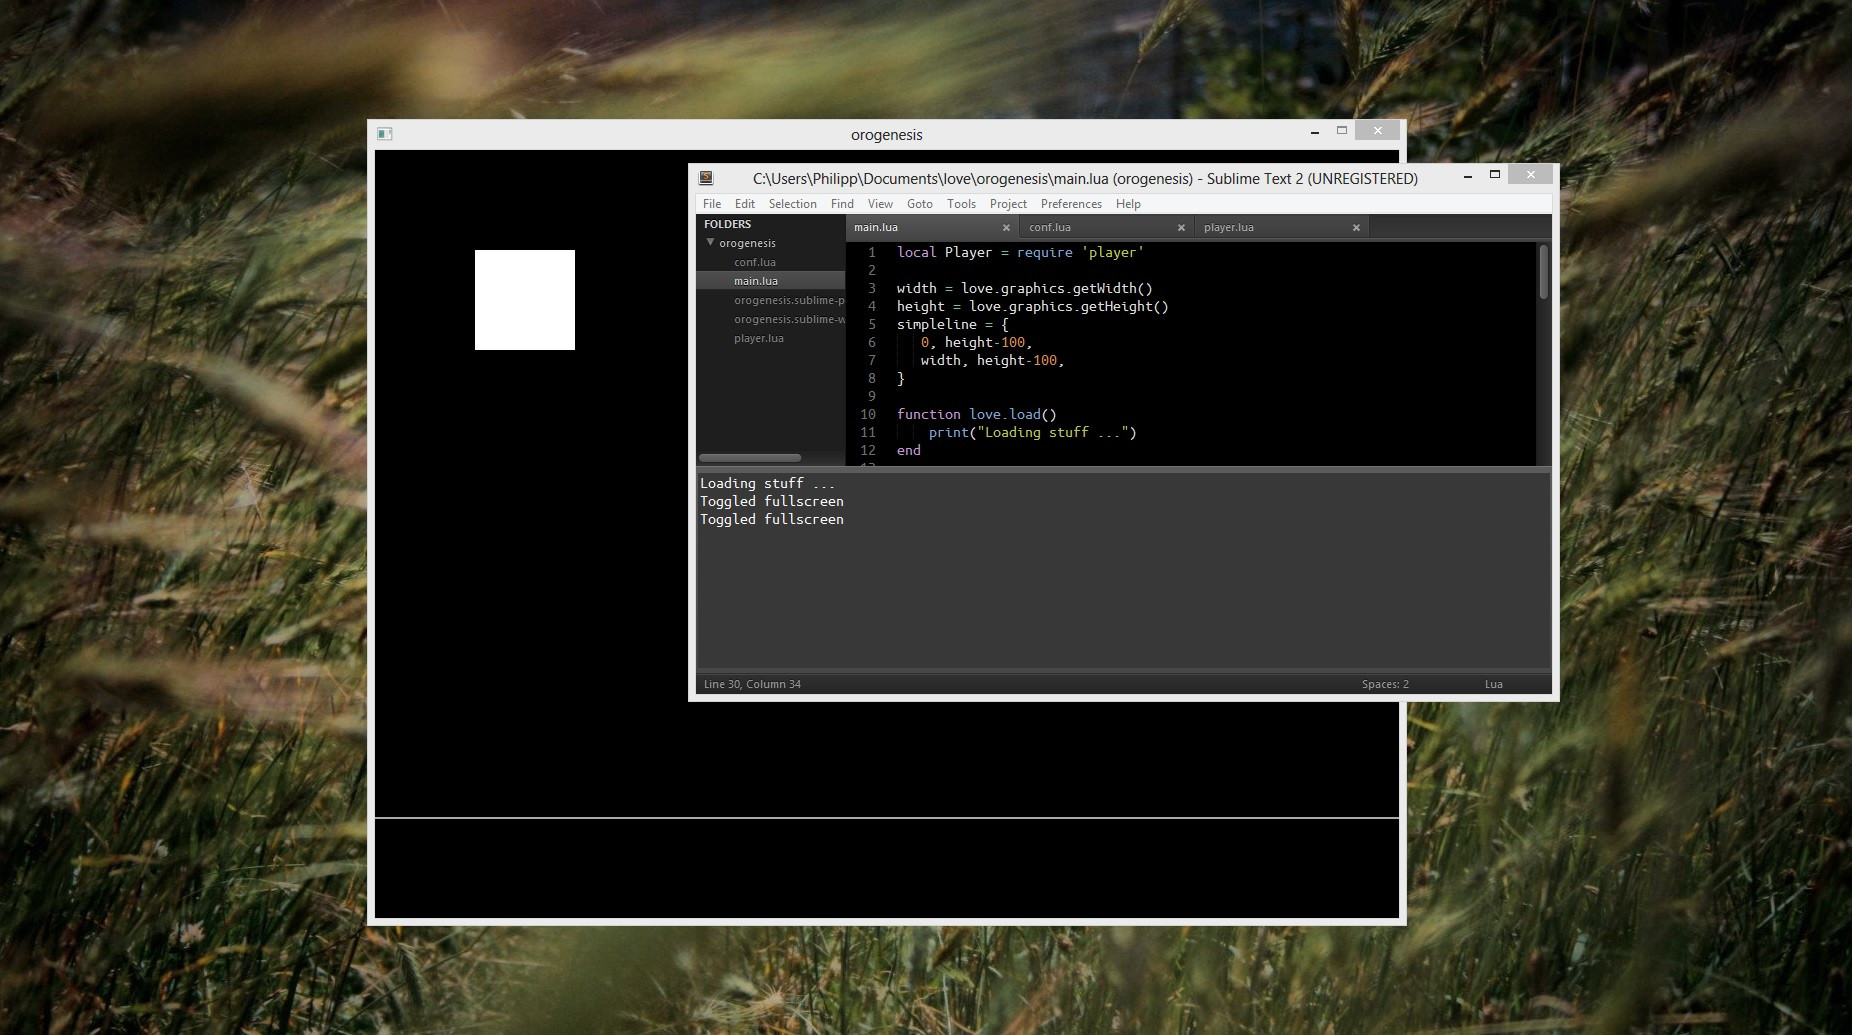 orogenesis
C:\Users\Philipp\Documents\love\orogenesis\main.lua (orogenesis) - Sublime Text 2 (UNREGISTERED)
File Edit Selection Find View Goto Tools Project Preferences Help
FOLDERS
orogenesis
conf.lua
main.lua
orogenesis.sublime-p
orogenesis.sublime-w
player.lua
main.lua conf.lua player.lua
1 local Player = require 'player'
2
3 width = love.graphics.getWidth()
4 height = love.graphics.getHeight()
5 simpleline = {
6 0, height-100,
7 width, height-100,
8 }
9
10 function love.load()
11 print("Loading stuff ...")
12 end
Loading stuff ...
Toggled fullscreen
Toggled fullscreen
Line 30, Column 34 Spaces: 2 Lua